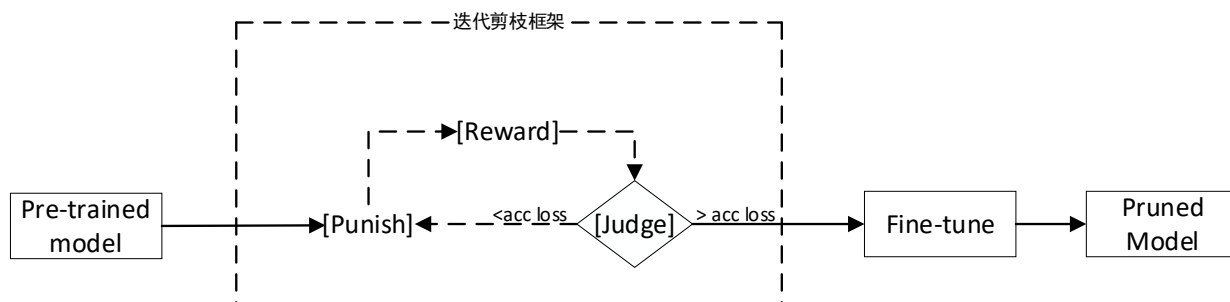 迭代剪枝框架
[Reward]
Pre-trained
model
[Punish]
<acc loss
[Judge]
> acc loss
Fine-tune
Pruned
Model